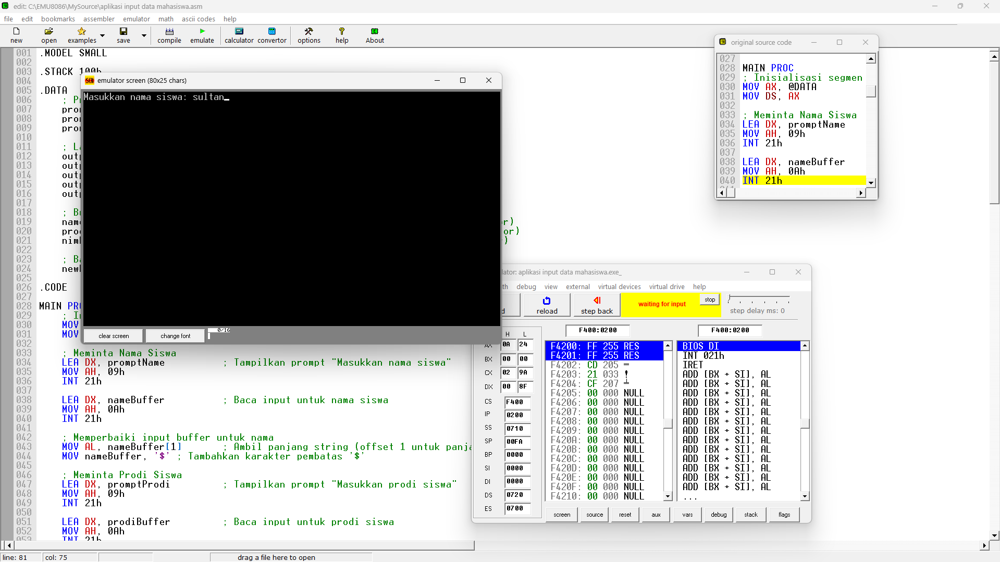 edit: C:\EMU8086\MySource\aplikasi input data mahasiswa.asm
file edit bookmarks assembler emulator math ascii codes help
new open examples save compile emulate calculator convertor options help About
001 .MODEL SMALL
002
003 .STACK 100h
004
005 .DATA
006 ; P
007 pro
008 pro
009 pro
010
011 ; L
012 out
013 out
014 out
015 out
016 out
017
018 ; B
019 nam r)
020 pro or)
021 nim )
022
023 ; B
024 new
025
026 .CODE
027
028 MAIN PR
029 ; I
030 MOV
031 MOV
032
033 ; Meminta Nama Siswa
034 LEA DX, promptName ; Tampilkan prompt "Masukkan nama siswa"
035 MOV AH, 09h
036 INT 21h
037
038 LEA DX, nameBuffer ; Baca input untuk nama siswa
039 MOV AH, 0Ah
040 INT 21h
041
042 ; Memperbaiki input buffer untuk nama
043 MOV AL, nameBuffer[1] ; Ambil panjang string (offset 1 untuk panj
044 MOV nameBuffer, '$' ; Tambahkan karakter pembatas '$'
045
046 ; Meminta Prodi Siswa
047 LEA DX, promptProdi ; Tampilkan prompt "Masukkan prodi siswa"
048 MOV AH, 09h
049 INT 21h
050
051 LEA DX, prodiBuffer ; Baca input untuk prodi siswa
052 MOV AH, 0Ah
053 INT 21h
line: 81 col: 75 drag a file here to open
emulator screen (80x25 chars)
Masukkan nama siswa: sultan_
clear screen change font 0/16
original source code
027
028 MAIN PROC
029 ; Inisialisasi segmen
030 MOV AX, @DATA
031 MOV DS, AX
032
033 ; Meminta Nama Siswa
034 LEA DX, promptName
035 MOV AH, 09h
036 INT 21h
037
038 LEA DX, nameBuffer
039 MOV AH, 0Ah
040 INT 21h
lator: aplikasi input data mahasiswa.exe_
th debug view external virtual devices virtual drive help
d reload step back waiting for input stop step delay ms: 0
H L
AX 0A 24
BX 00 00
CX 02 9A
DX 00 8F
CS F400
IP 0200
SS 0710
SP 00FA
BP 0000
SI 0000
DI 0000
DS 0720
ES 0700
F400:0200
F4200: FF 255 RES
F4201: FF 255 RES
F4202: CD 205 =
F4203: 21 033 !
F4204: CF 207 ╧
F4205: 00 000 NULL
F4206: 00 000 NULL
F4207: 00 000 NULL
F4208: 00 000 NULL
F4209: 00 000 NULL
F420A: 00 000 NULL
F420B: 00 000 NULL
F420C: 00 000 NULL
F420D: 00 000 NULL
F420E: 00 000 NULL
F420F: 00 000 NULL
F4210: 00 000 NULL
F400:0200
BIOS DI
INT 021h
IRET
ADD [BX + SI], AL
ADD [BX + SI], AL
ADD [BX + SI], AL
ADD [BX + SI], AL
ADD [BX + SI], AL
ADD [BX + SI], AL
ADD [BX + SI], AL
ADD [BX + SI], AL
ADD [BX + SI], AL
ADD [BX + SI], AL
ADD [BX + SI], AL
ADD [BX + SI], AL
ADD [BX + SI], AL
...
screen source reset aux vars debug stack flags